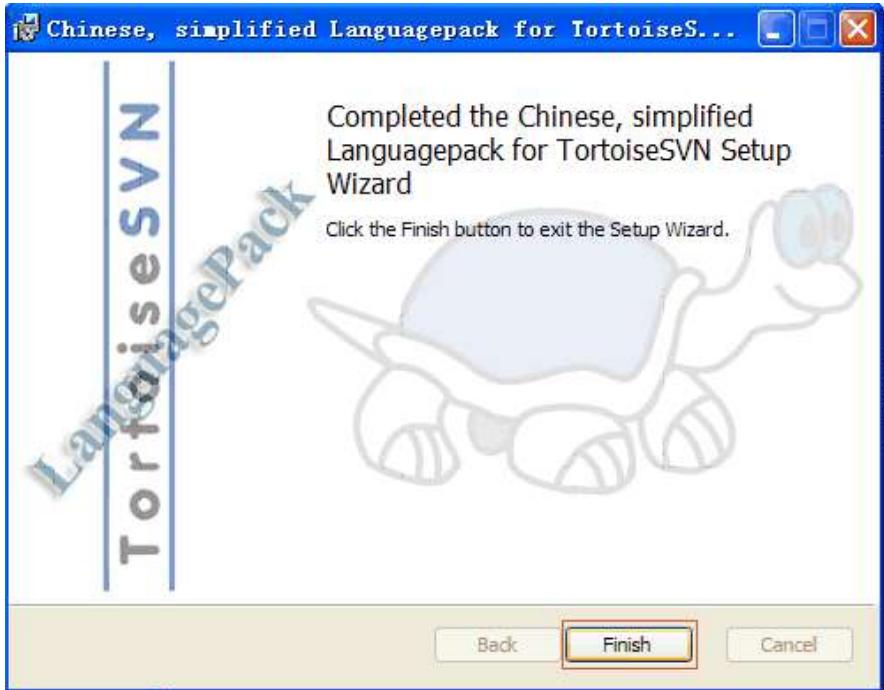 Chinese, simplified Languagepack for TortoiseS...
TortoiseSVN
LanguagePack
Completed the Chinese, simplified
Languagepack for TortoiseSVN Setup
Wizard
Click the Finish button to exit the Setup Wizard.
Back
Finish
Cancel